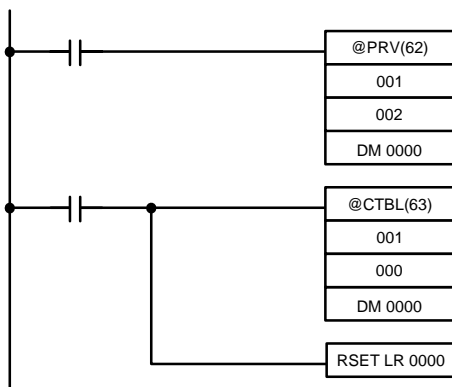 @PRV(62)
001
002
DM 0000
@CTBL(63)
001
000
DM 0000
RSET LR 0000